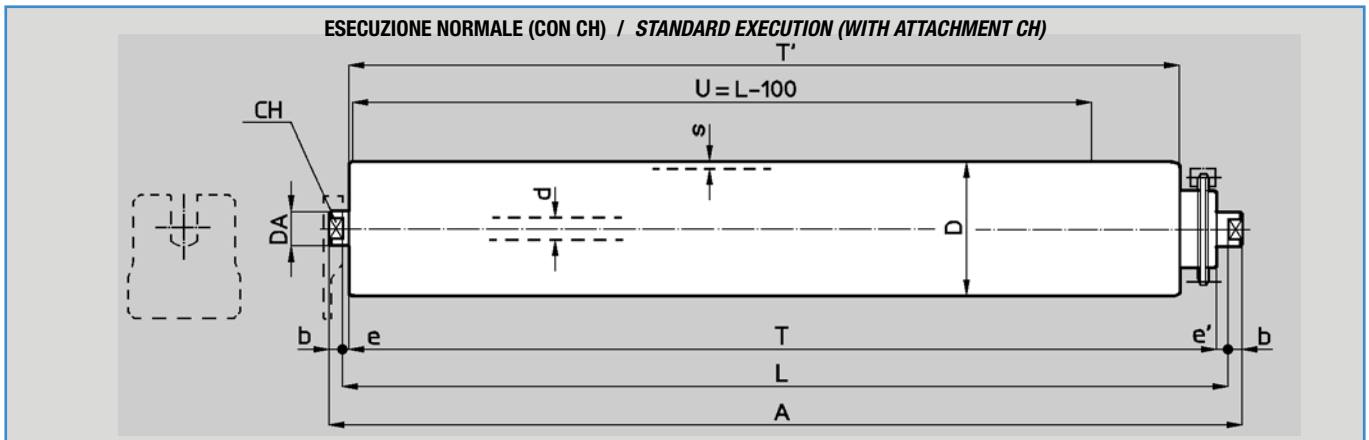 ESECUZIONE NORMALE (CON CH) / STANDARD EXECUTION (WITH ATTACHMENT CH)
T'
U = L-100
CH
s
d
DA
D
b
e
T
e'
b
L
A